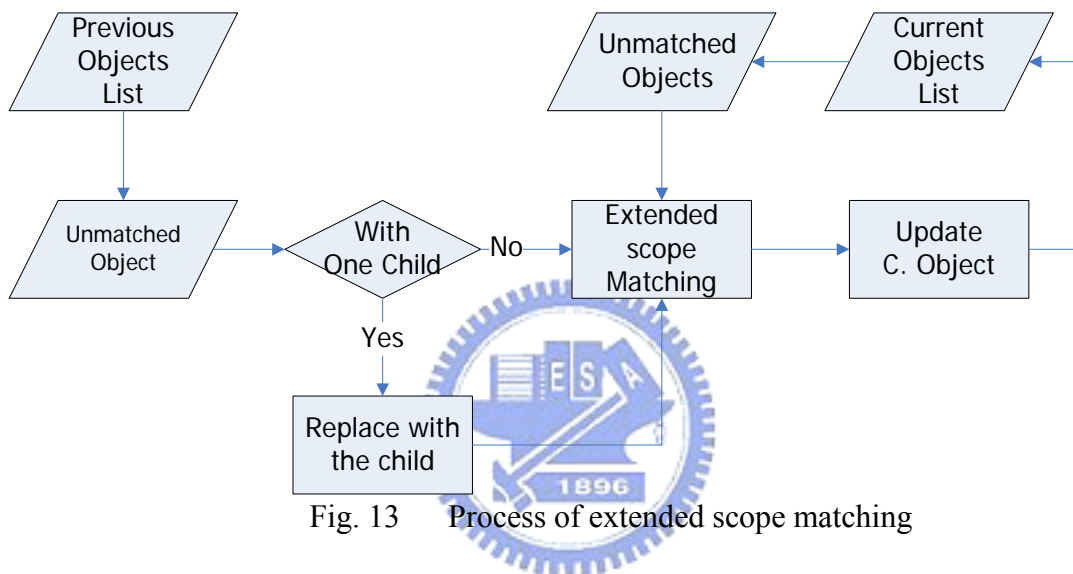 Previous
Objects
List
Unmatched
Objects
Current
Objects
List
Unmatched
Object
With
One Child
No
Extended
scope
Matching
Update
C. Object
Yes
E S A
Replace with
the child
1896
Fig. 13 Process of extended scope matching